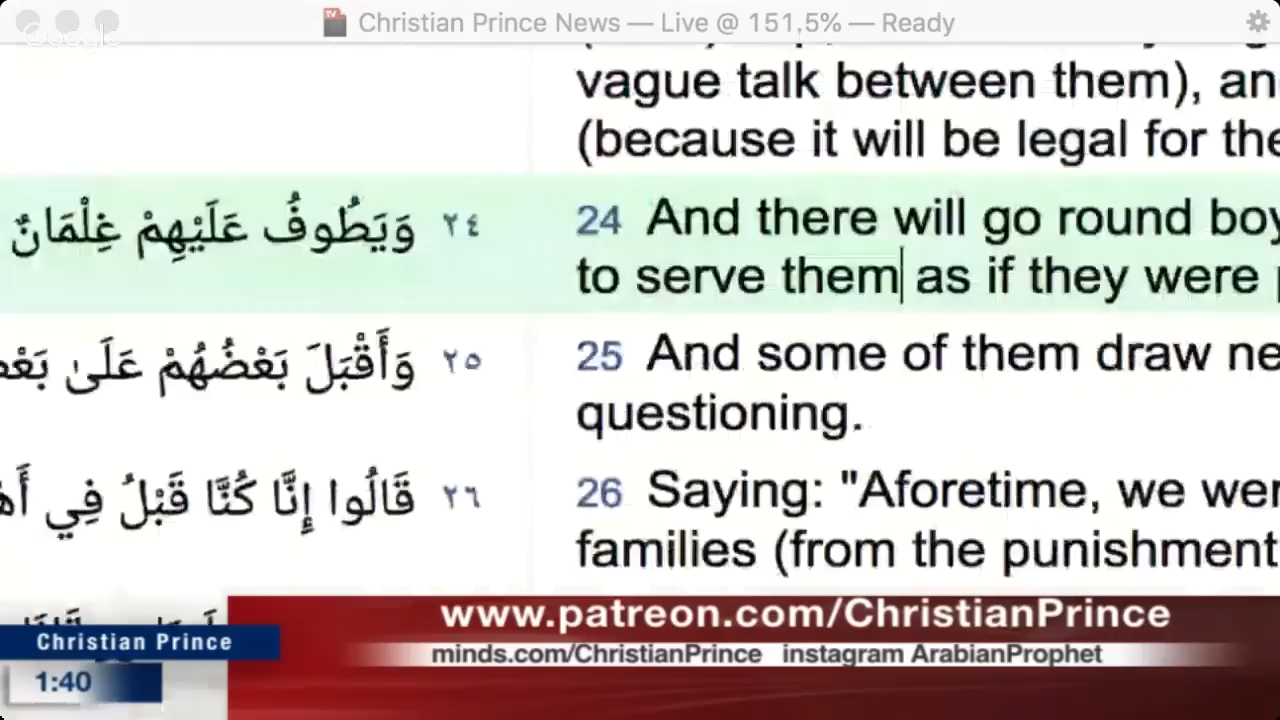 Christian Prince News — Live @ 151,5% — Ready
Google
vague talk between them), an
(because it will be legal for the
وَيَطُوفُ عَلَيْهِمْ غِلْمَانٌ ٢٤
24 And there will go round boy
to serve them as if they were
وَأَقْبَلَ بَعْضُهُمْ عَلَىٰ بَعْض ٢٥
25 And some of them draw ne
questioning.
قَالُوا إِنَّا كُنَّا قَبْلُ فِي أَه ٢٦
26 Saying: "Aforetime, we wer
families (from the punishment
www.patreon.com/ChristianPrince
Christian Prince
minds.com/ChristianPrince instagram ArabianProphet
1:40